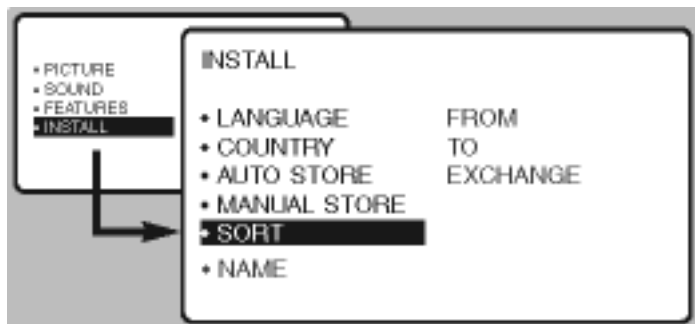 • PICTURE
• SOUND
• FEATURES
• INSTALL
INSTALL
• LANGUAGE FROM
• COUNTRY TO
• AUTO STORE EXCHANGE
• MANUAL STORE
• SORT
• NAME